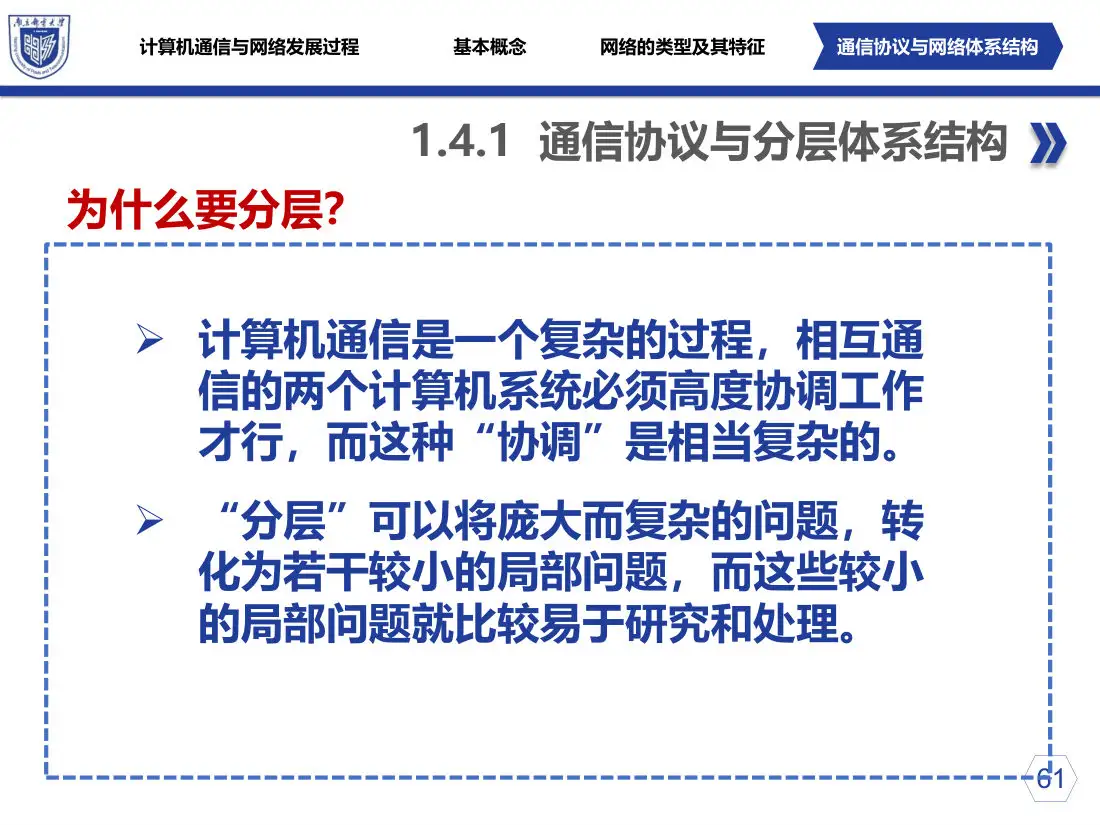 南京邮电大学
计算机通信与网络发展过程
基本概念
网络的类型及其特征
通信协议与网络体系结构
1.4.1 通信协议与分层体系结构
为什么要分层?
计算机通信是一个复杂的过程，相互通
信的两个计算机系统必须高度协调工作
才行，而这种“协调”是相当复杂的。
“分层”可以将庞大而复杂的问题，转
化为若干较小的局部问题，而这些较小
的局部问题就比较易于研究和处理。
61